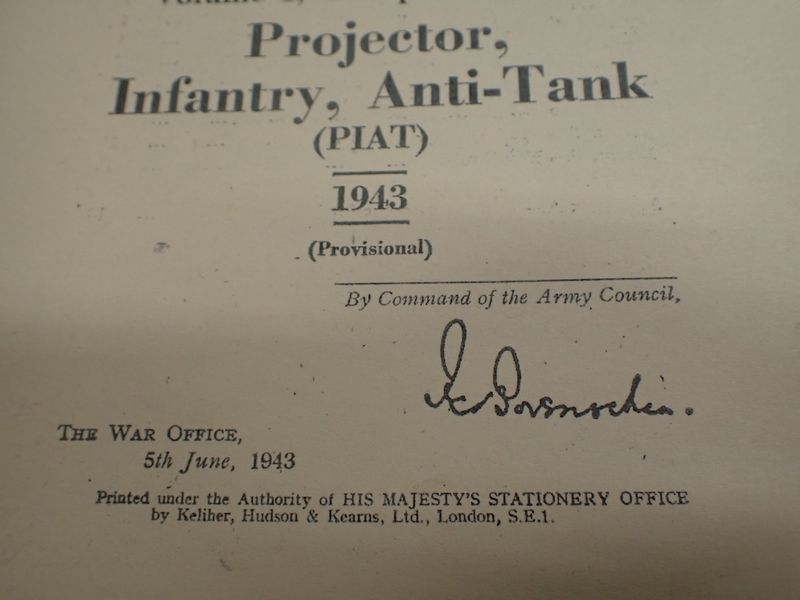 Projector,
Infantry, Anti-Tank
(PIAT)
1943
(Provisional)
By Command of the Army Council,
THE WAR OFFICE,
5th June, 1943
Printed under the Authority of HIS MAJESTY'S STATIONERY OFFICE
by Keliher, Hudson & Kearns, Ltd., London, S.E.1.